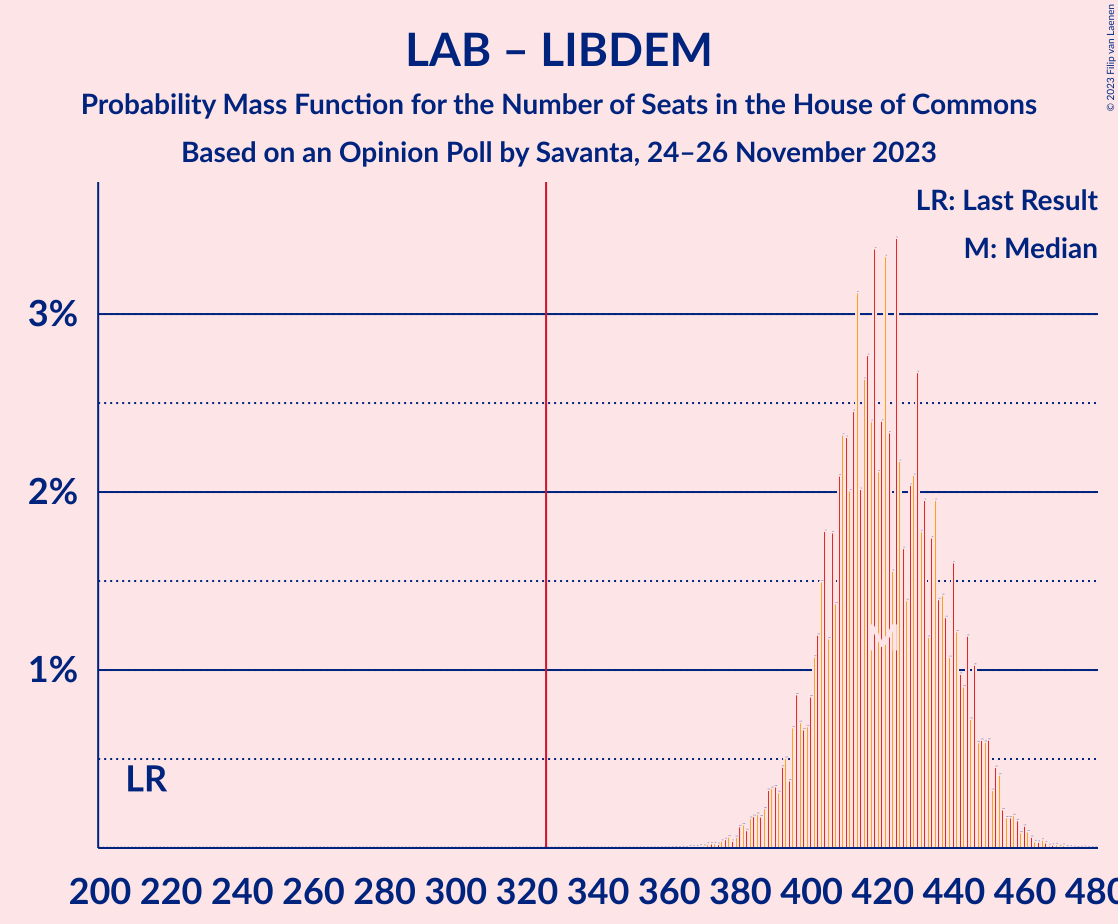 LAB – LIBDEM
Probability Mass Function for the Number of Seats in the House of Commons
Based on an Opinion Poll by Savanta, 24–26 November 2023
© 2023 Filip van Laenen
LR: Last Result
M: Median
3%
2%
1%
LR
M
200 220 240 260 280 300 320 340 360 380 400 420 440 460 480